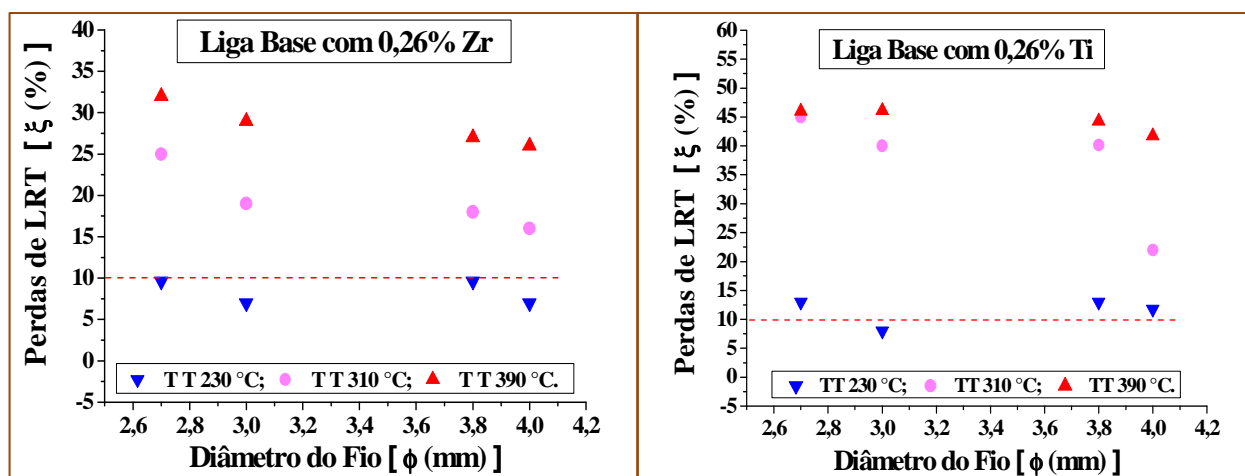 Liga Base com 0,26% Zr
Perdas de LRT [ ξ (%) ]
40
35
30
25
20
15
10
5
0
-5
T T 230 °C; T T 310 °C; T T 390 °C.
2,6 2,8 3,0 3,2 3,4 3,6 3,8 4,0 4,2
Diâmetro do Fio [ ϕ (mm) ]
Liga Base com 0,26% Ti
Perdas de LRT [ ξ (%) ]
60
55
50
45
40
35
30
25
20
15
10
5
0
-5
TT 230 °C; TT 310 °C; TT 390 °C.
2,4 2,6 2,8 3,0 3,2 3,4 3,6 3,8 4,0 4,2
Diâmetro do Fio [ ϕ (mm) ]